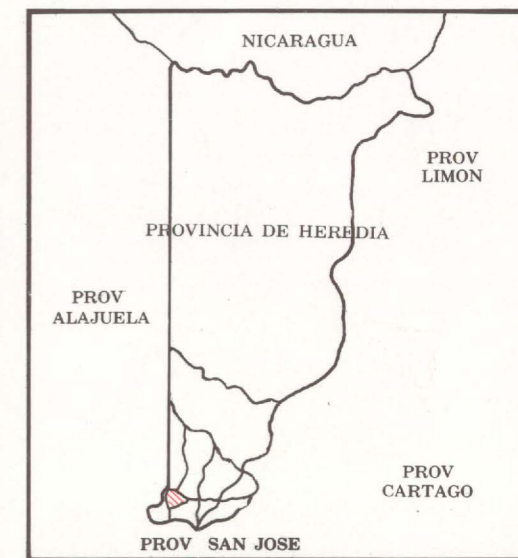 NICARAGUA
PROV
LIMON
PROVINCIA DE HEREDIA
PROV
ALAJUELA
PROV
CARTAGO
PROV SAN JOSE